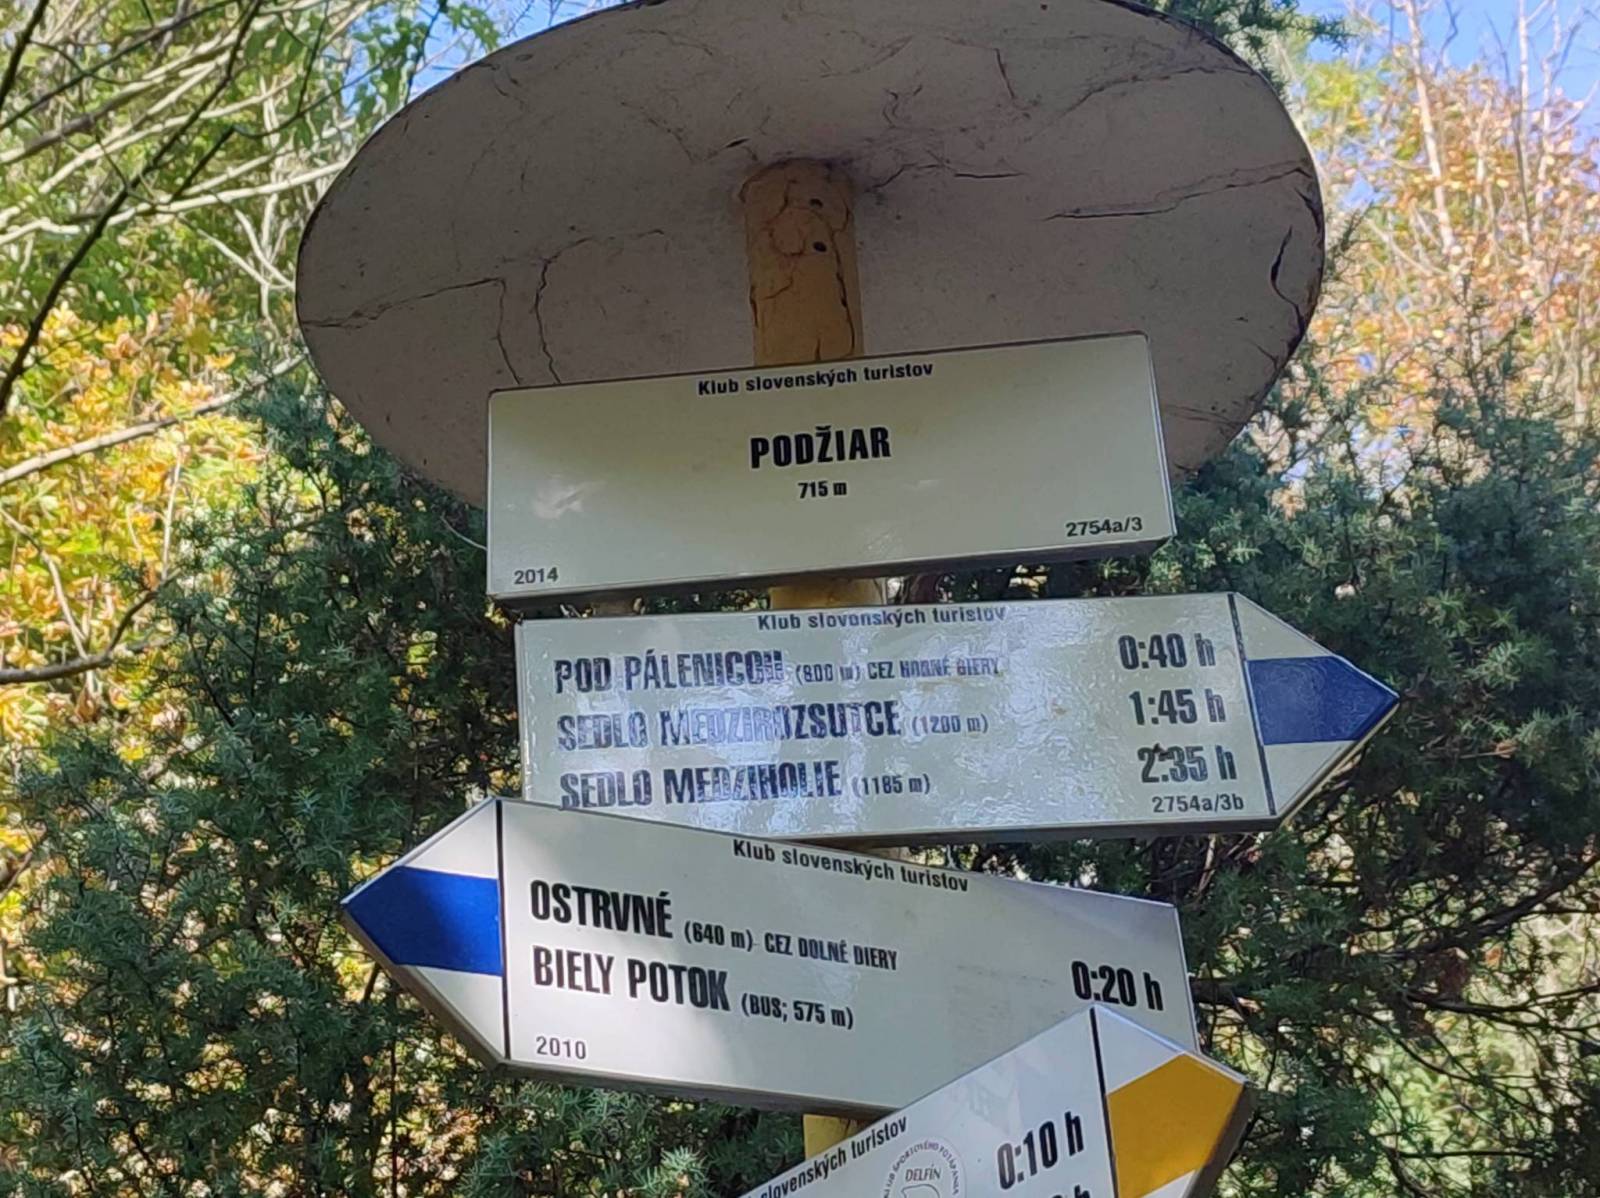 Klub slovenských turistov
PODŽIAR
715 m
2754a/3
2014
Klub slovenských turistov
POD PÁLENICOU (800 m) CEZ HORNÉ DIERY 0:40 h
SEDLO MEDZIROZSUTCE (1200 m) 1:45 h
SEDLO MEDZIHOLIE (1185 m) 2:35 h
2754a/3b
Klub slovenských turistov
OSTRVNÉ (640 m) CEZ DOLNÉ DIERY 0:20 h
BIELY POTOK (BUS; 575 m)
2010
slovenských turistov
0:10 h
ŠPORTOVÉHO POTÁPANIA
DELFÍN